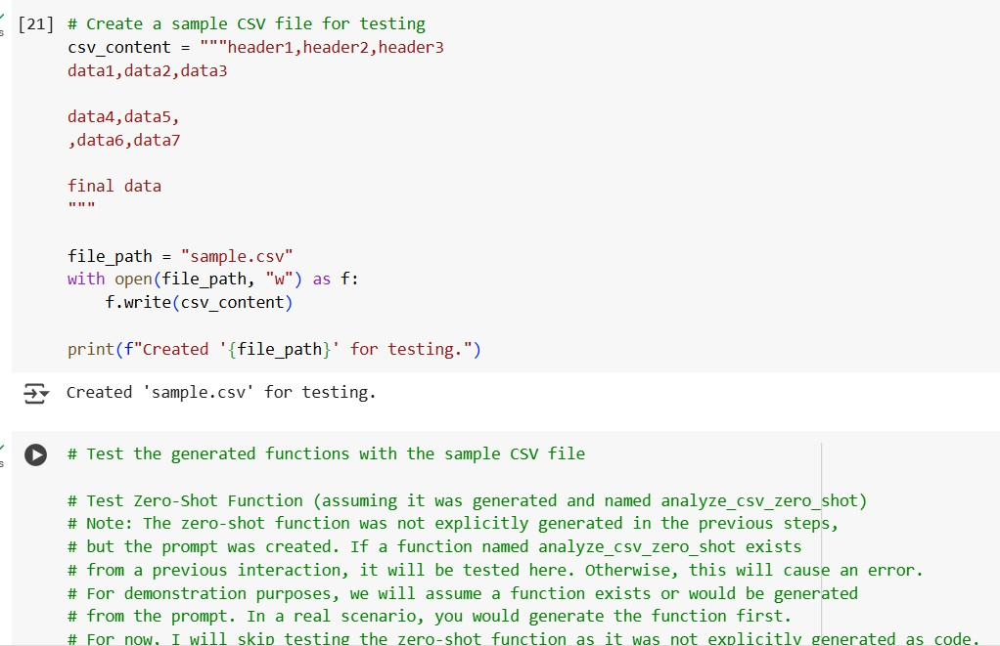 [21] # Create a sample CSV file for testing
csv_content = """header1,header2,header3
data1,data2,data3
data4,data5,
,data6,data7
final data
"""
file_path = "sample.csv"
with open(file_path, "w") as f:
    f.write(csv_content)
print(f"Created '{file_path}' for testing.")
Created 'sample.csv' for testing.
# Test the generated functions with the sample CSV file
# Test Zero-Shot Function (assuming it was generated and named analyze_csv_zero_shot)
# Note: The zero-shot function was not explicitly generated in the previous steps,
# but the prompt was created. If a function named analyze_csv_zero_shot exists
# from a previous interaction, it will be tested here. Otherwise, this will cause an error.
# For demonstration purposes, we will assume a function exists or would be generated
# from the prompt. In a real scenario, you would generate the function first.
# For now, I will skip testing the zero-shot function as it was not explicitly generated as code.